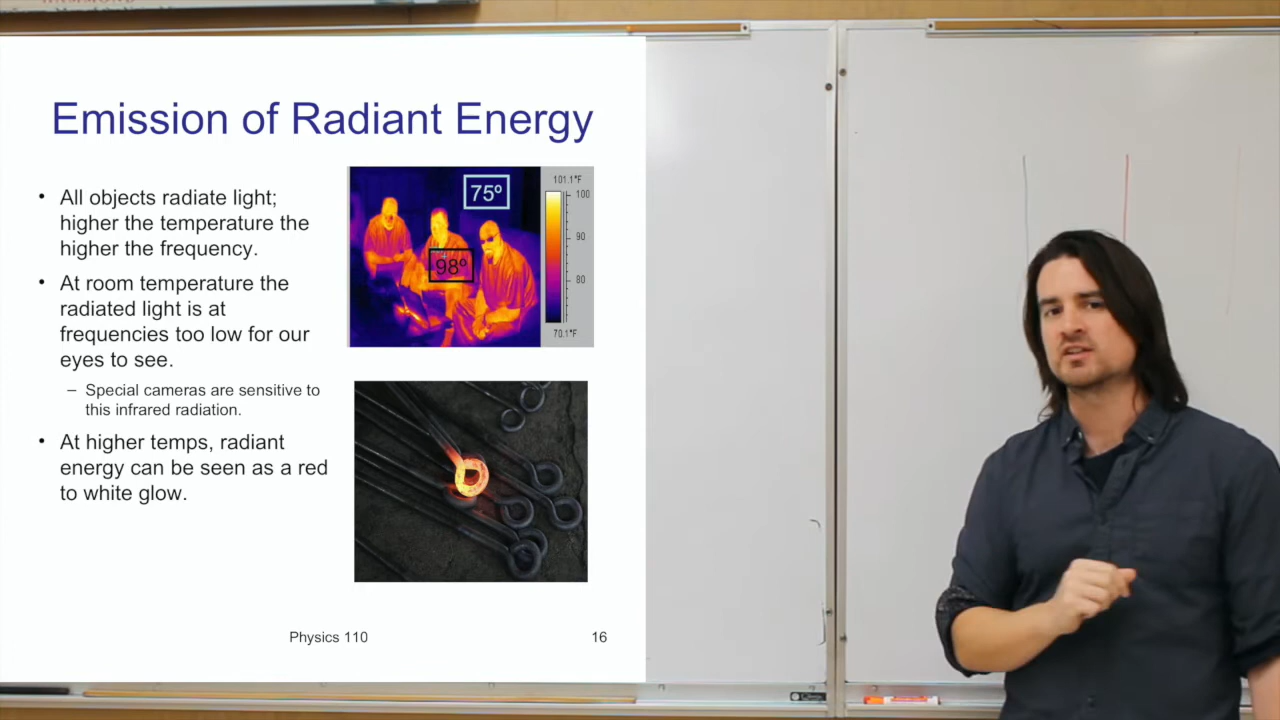 Emission of Radiant Energy
• All objects radiate light;
higher the temperature the
higher the frequency.
• At room temperature the
radiated light is at
frequencies too low for our
eyes to see.
– Special cameras are sensitive to
this infrared radiation.
• At higher temps, radiant
energy can be seen as a red
to white glow.
75º
98º
101.1°F
100
90
80
70.1°F
Physics 110
16